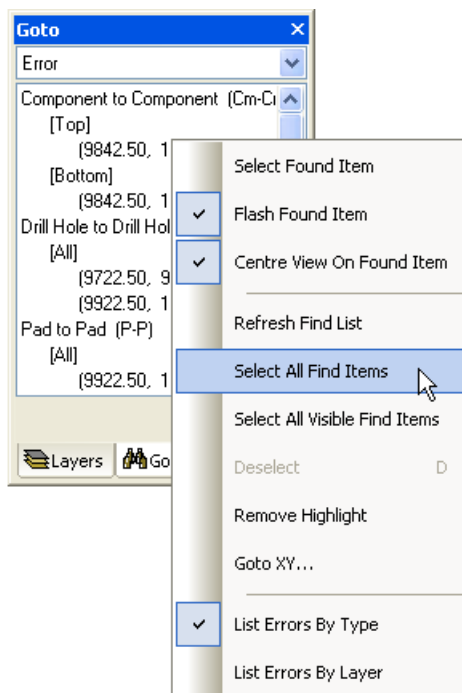 Goto
Error
Component to Component (Cm-
[Top]
(9842.50, 1
[Bottom]
(9842.50, 1
Drill Hole to Drill Hol
[All]
(9722.50, 9
(9922.50, 1
Pad to Pad (P-P)
[All]
(9922.50, 1
Layers
Go
Select Found Item
Flash Found Item
Centre View On Found Item
Refresh Find List
Select All Find Items
Select All Visible Find Items
Deselect D
Remove Highlight
Goto XY...
List Errors By Type
List Errors By Layer